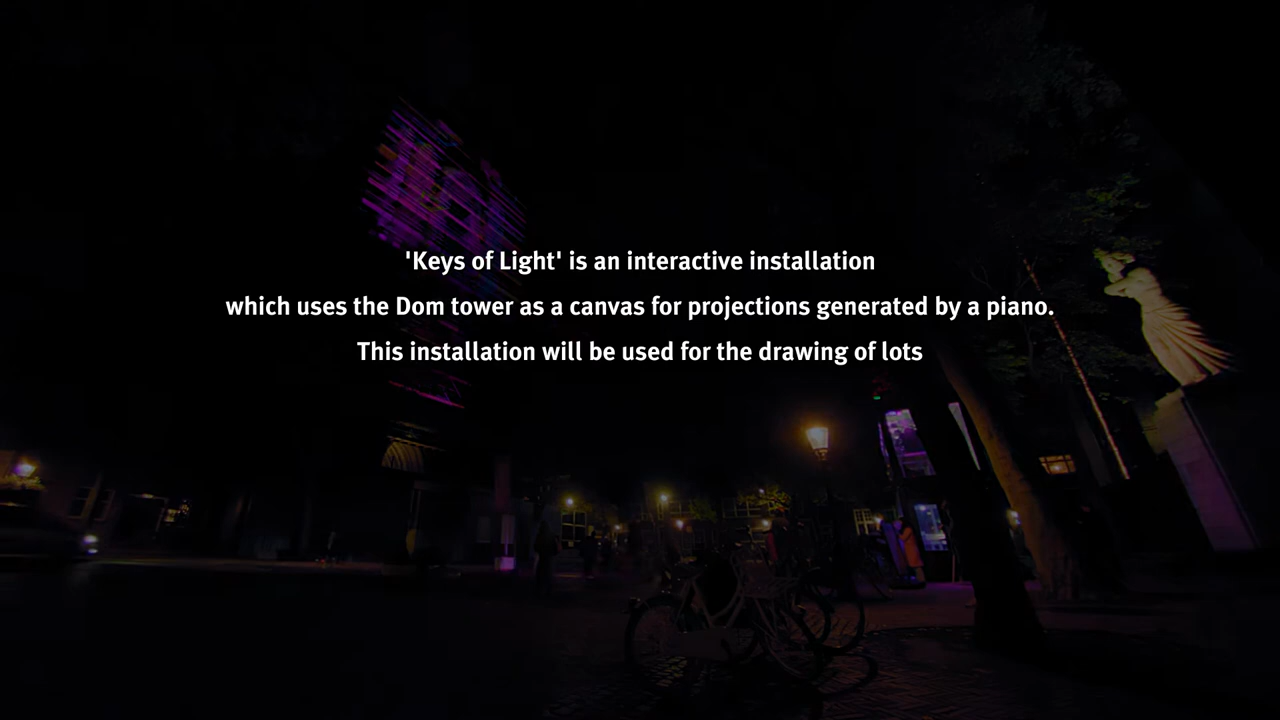 'Keys of Light' is an interactive installation
which uses the Dom tower as a canvas for projections generated by a piano.
This installation will be used for the drawing of lots